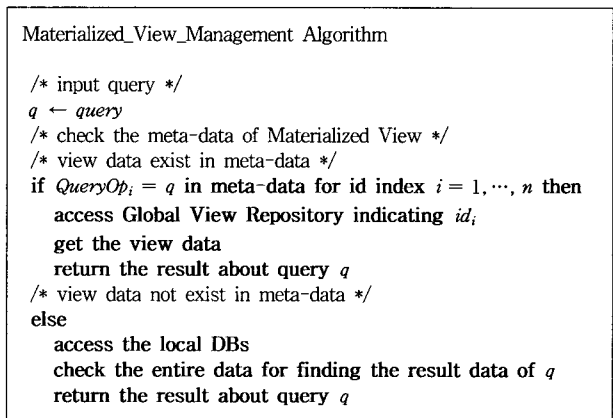 Materialized_View_Management Algorithm
/* input query */
q ← query
/* check the meta-data of Materialized View */
/* view data exist in meta-data */
if QueryOpᵢ = q in meta-data for id index i = 1, ⋯, n then
access Global View Repository indicating idᵢ
get the view data
return the result about query q
/* view data not exist in meta-data */
else
access the local DBs
check the entire data for finding the result data of q
return the result about query q